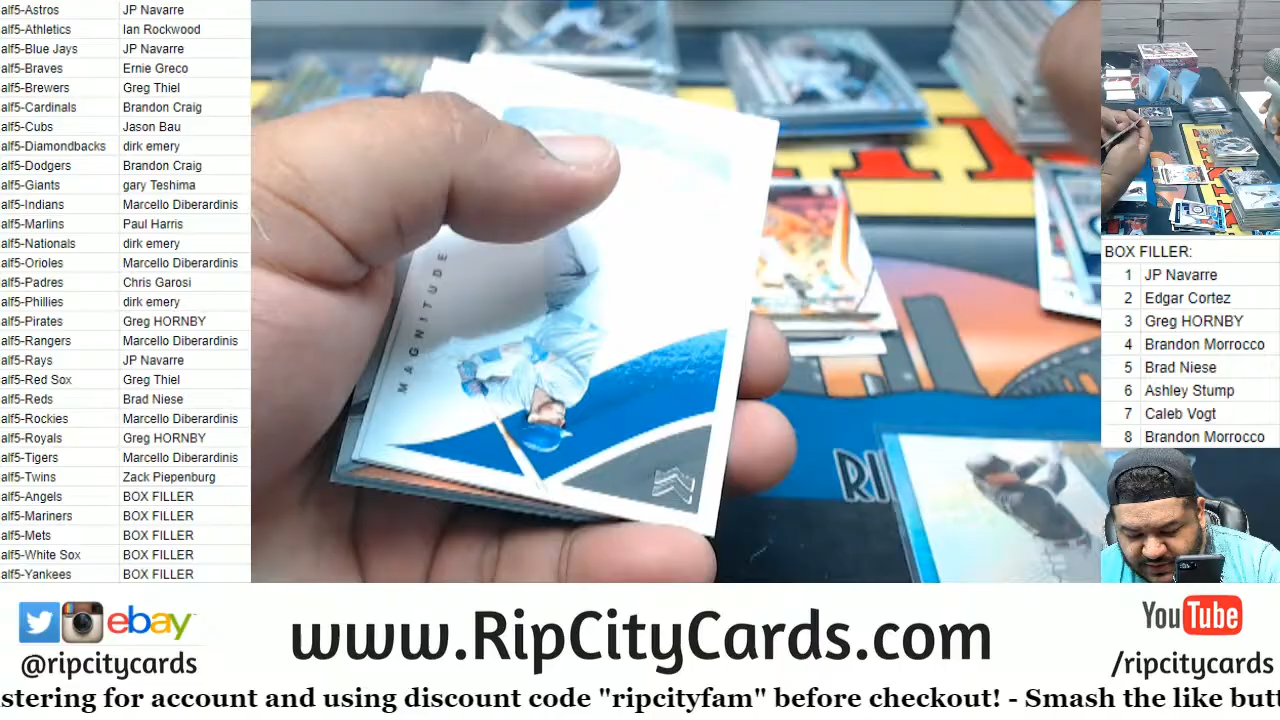 alf5-Astros JP Navarre
alf5-Athletics Ian Rockwood
alf5-Blue Jays JP Navarre
alf5-Braves Ernie Greco
alf5-Brewers Greg Thiel
alf5-Cardinals Brandon Craig
alf5-Cubs Jason Bau
alf5-Diamondbacks dirk emery
alf5-Dodgers Brandon Craig
alf5-Giants gary Teshima
alf5-Indians Marcello Diberardinis
alf5-Marlins Paul Harris
alf5-Nationals dirk emery
alf5-Orioles Marcello Diberardinis
alf5-Padres Chris Garosi
alf5-Phillies dirk emery
alf5-Pirates Greg HORNBY
alf5-Rangers Marcello Diberardinis
alf5-Rays JP Navarre
alf5-Red Sox Greg Thiel
alf5-Reds Brad Niese
alf5-Rockies Marcello Diberardinis
alf5-Royals Greg HORNBY
alf5-Tigers Marcello Diberardinis
alf5-Twins Zack Piepenburg
alf5-Angels BOX FILLER
alf5-Mariners BOX FILLER
alf5-Mets BOX FILLER
alf5-White Sox BOX FILLER
alf5-Yankees BOX FILLER
MAGNITUDE
RI
BOX FILLER:
1 JP Navarre
2 Edgar Cortez
3 Greg HORNBY
4 Brandon Morrocco
5 Brad Niese
6 Ashley Stump
7 Caleb Vogt
8 Brandon Morrocco
ebay
@ripcitycards
www.RipCityCards.com
YouTube
/ripcitycards
stering for account and using discount code "ripcityfam" before checkout! - Smash the like butt